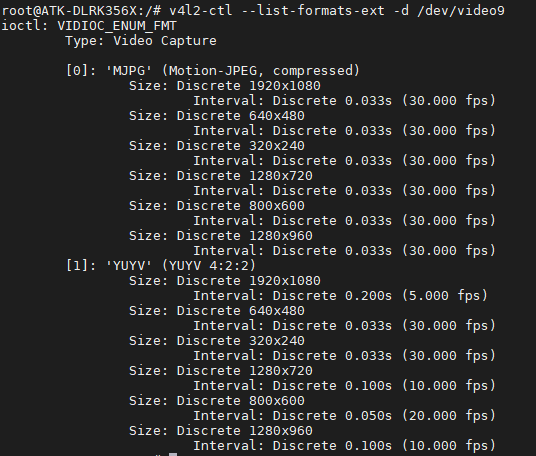 root@ATK-DLRK356X:/# v4l2-ctl --list-formats-ext -d /dev/video9
ioctl: VIDIOC_ENUM_FMT
Type: Video Capture
[0]: 'MJPG' (Motion-JPEG, compressed)
Size: Discrete 1920x1080
Interval: Discrete 0.033s (30.000 fps)
Size: Discrete 640x480
Interval: Discrete 0.033s (30.000 fps)
Size: Discrete 320x240
Interval: Discrete 0.033s (30.000 fps)
Size: Discrete 1280x720
Interval: Discrete 0.033s (30.000 fps)
Size: Discrete 800x600
Interval: Discrete 0.033s (30.000 fps)
Size: Discrete 1280x960
Interval: Discrete 0.033s (30.000 fps)
[1]: 'YUYV' (YUYV 4:2:2)
Size: Discrete 1920x1080
Interval: Discrete 0.200s (5.000 fps)
Size: Discrete 640x480
Interval: Discrete 0.033s (30.000 fps)
Size: Discrete 320x240
Interval: Discrete 0.033s (30.000 fps)
Size: Discrete 1280x720
Interval: Discrete 0.100s (10.000 fps)
Size: Discrete 800x600
Interval: Discrete 0.050s (20.000 fps)
Size: Discrete 1280x960
Interval: Discrete 0.100s (10.000 fps)